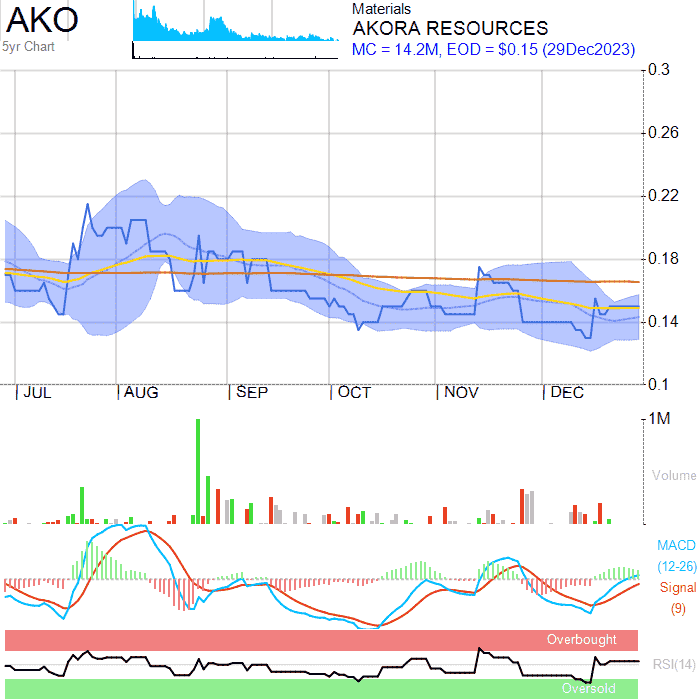 AKO
5yr Chart
Materials
AKORA RESOURCES
MC = 14.2M, EOD = $0.15 (29Dec2023)
0.3
0.26
0.22
0.18
0.14
0.1
JUL AUG SEP OCT NOV DEC
1M
Volume
MACD
(12-26)
Signal
(9)
Overbought
RSI(14)
Oversold